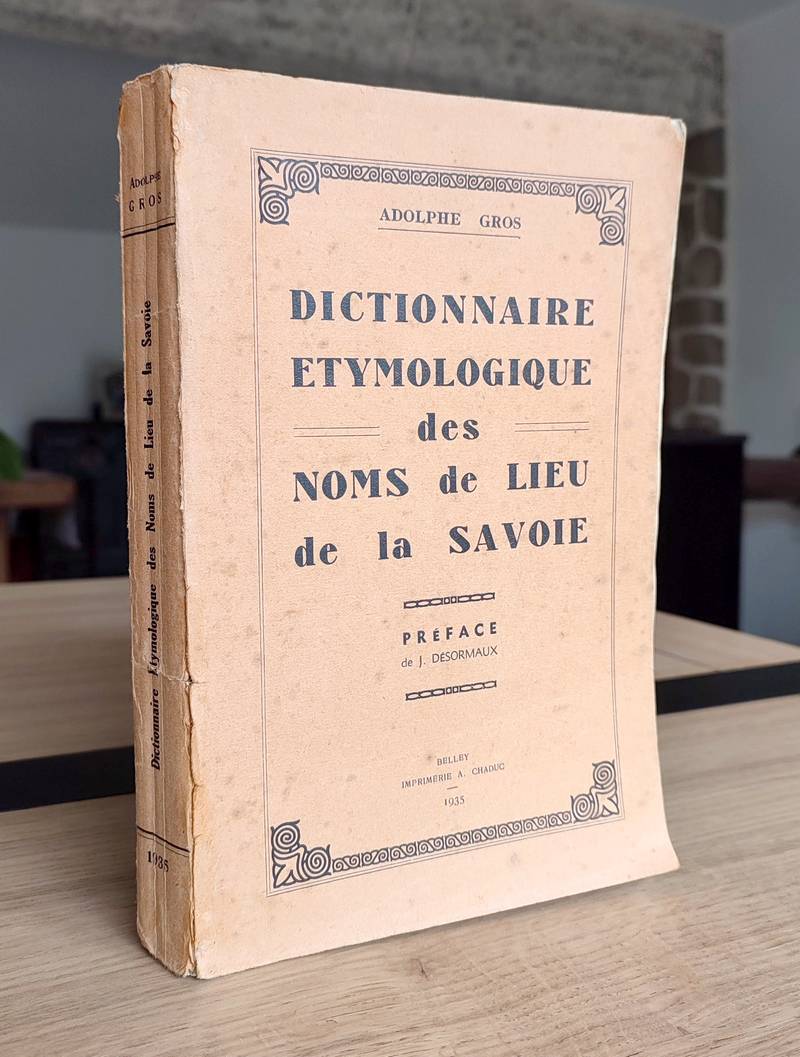 ADOLPHE
GROS
Dictionnaire Etymologique des Noms de Lieu de la Savoie
1935
ADOLPHE GROS
DICTIONNAIRE
ETYMOLOGIQUE
des
NOMS de LIEU
de la SAVOIE
PRÉFACE
de J. DÉSORMAUX
BELLEY
IMPRIMERIE A. CHADUC
1935